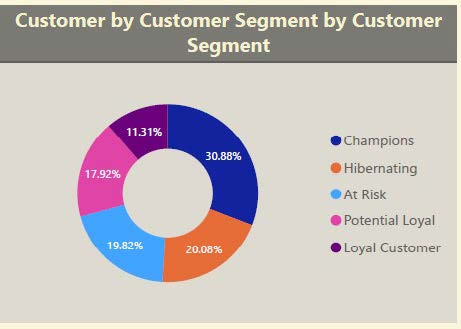 Customer by Customer Segment by Customer
Segment
11.31%
30.88%
17.92%
19.82%
20.08%
Champions
Hibernating
At Risk
Potential Loyal
Loyal Customer